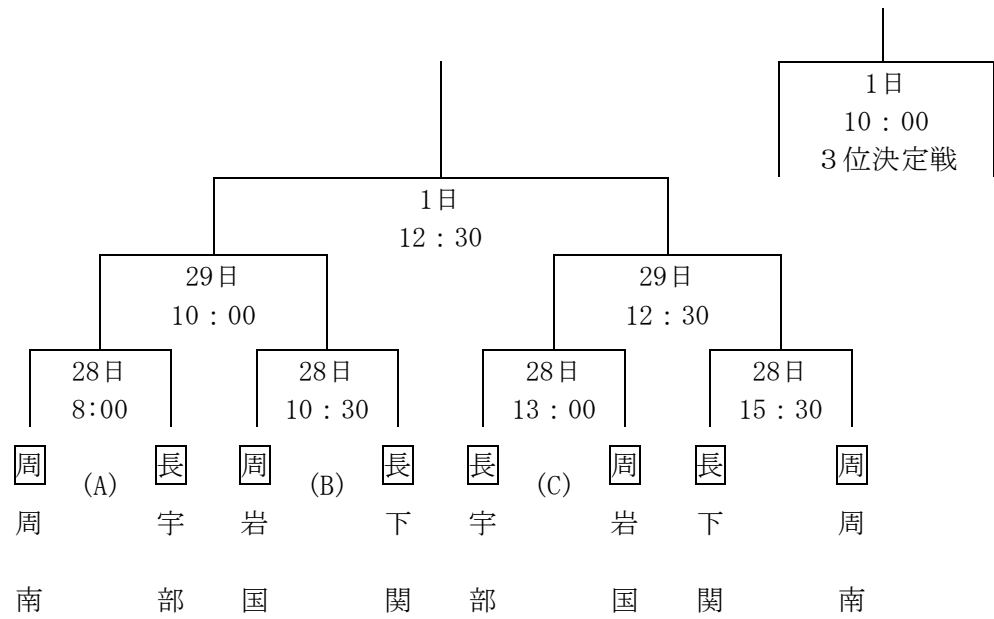 1日
10：00
３位決定戦
1日
12：30
29日
10：00
29日
12：30
28日
8:00
28日
10：30
28日
13：00
28日
15：30
周 (A) 長 周 (B) 長 長 (C) 周 長 周
周南
宇部
岩国
下関
宇部
岩国
下関
周南